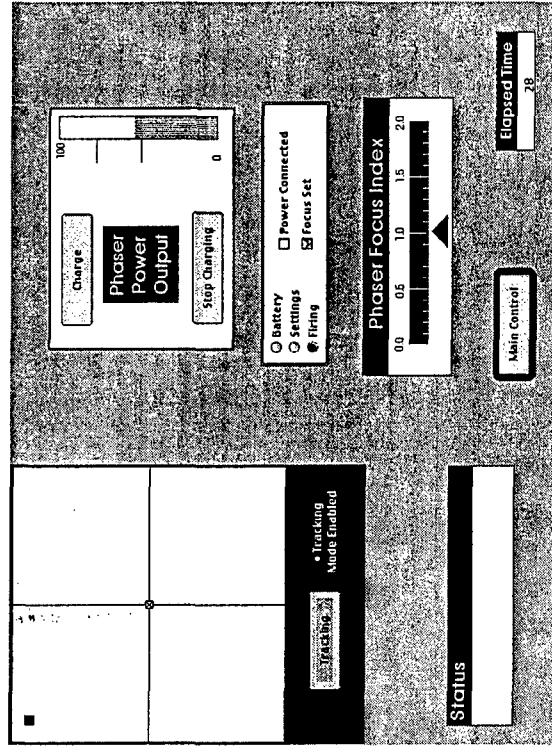 Tracking
• Tracking
Mode Enabled
Status
Charge
Phaser
Power
Output
Stop Charging
100
0
Battery
Settings
Firing
Power Connected
Focus Set
Phaser Focus Index
0.0 0.5 1.0 1.5 2.0
Main Control
Elapsed Time
28